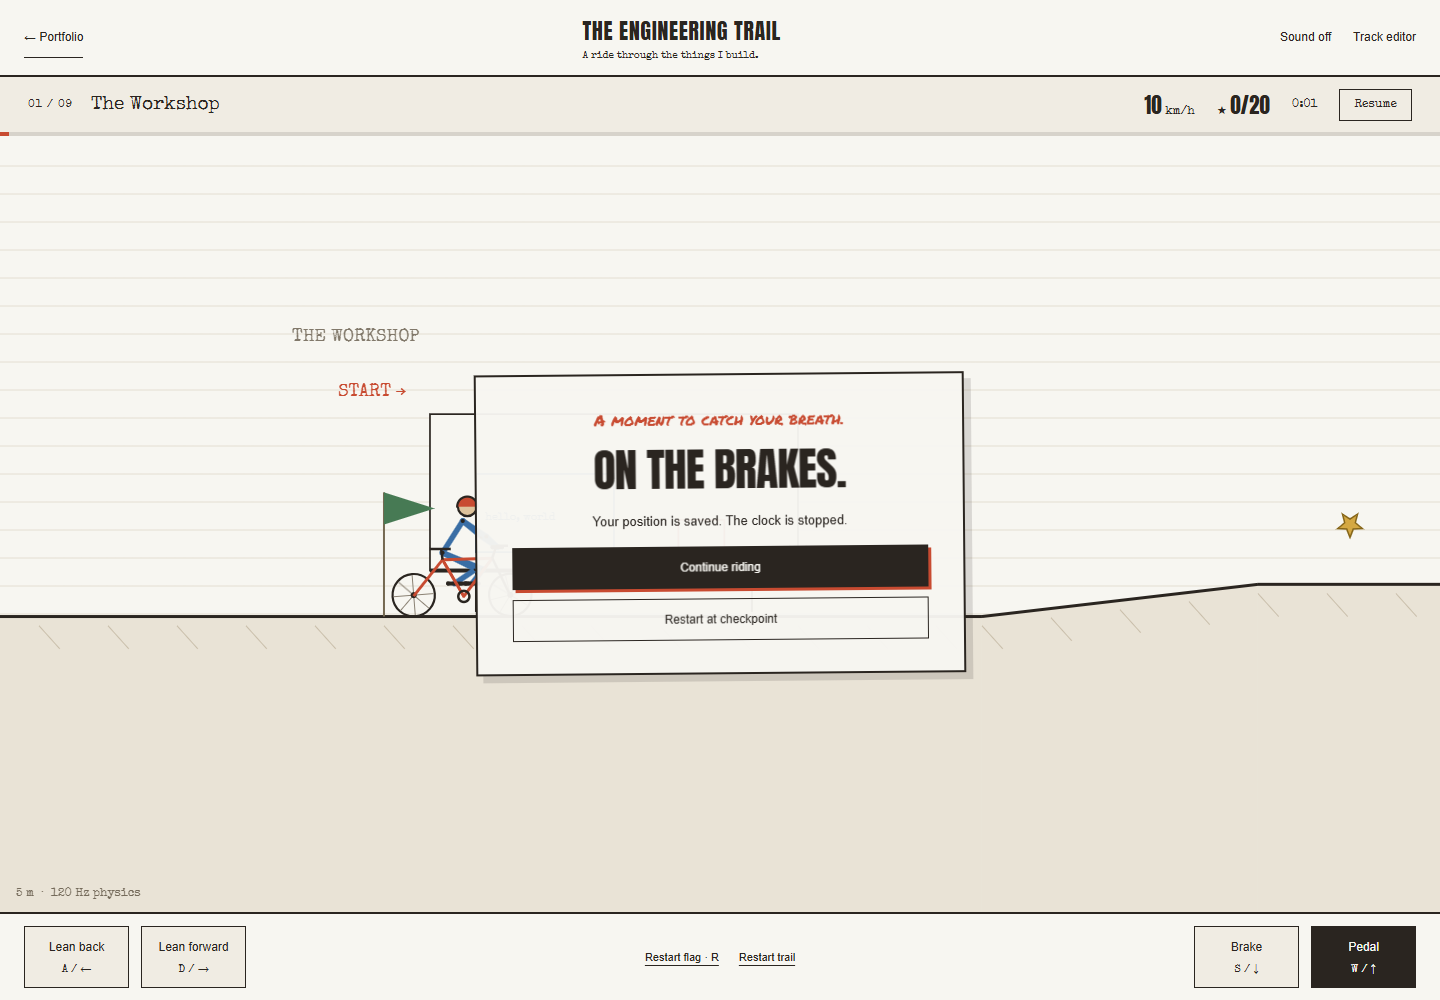 ← Portfolio
THE ENGINEERING TRAIL
A ride through the things I build.
Sound off
Track editor
01 / 09
The Workshop
10 km/h
★ 0/20
0:01
Resume
THE WORKSHOP
START →
A MOMENT TO CATCH YOUR BREATH.
ON THE BRAKES.
Your position is saved. The clock is stopped.
Continue riding
Restart at checkpoint
5 m · 120 Hz physics
Lean back
A / ←
Lean forward
D / →
Restart flag · R
Restart trail
Brake
S / ↓
Pedal
W / ↑